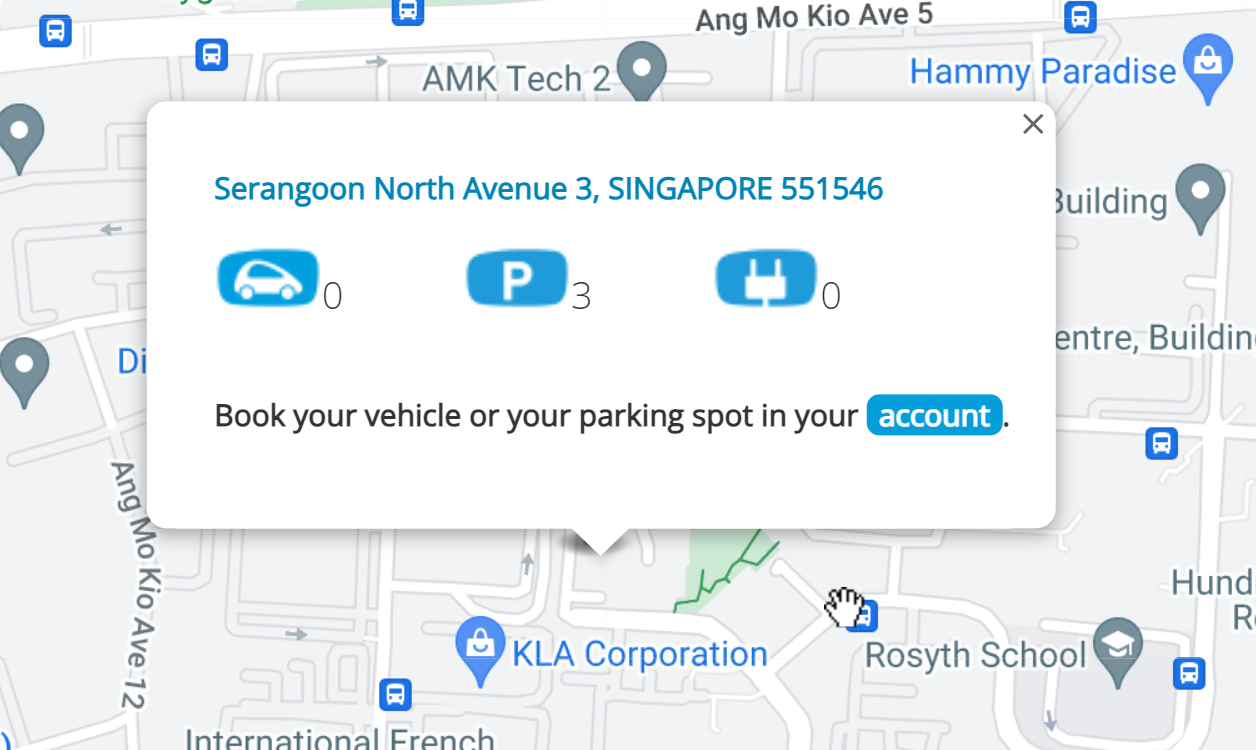 Ang Mo Kio Ave 5
AMK Tech 2
Hammy Paradise
Serangoon North Avenue 3, SINGAPORE 551546
Building
0
P 3
0
entre, Buildin
Di
Book your vehicle or your parking spot in your account.
Ang Mo Kio Ave 12
Hund
R
KLA Corporation
Rosyth School
International French
)